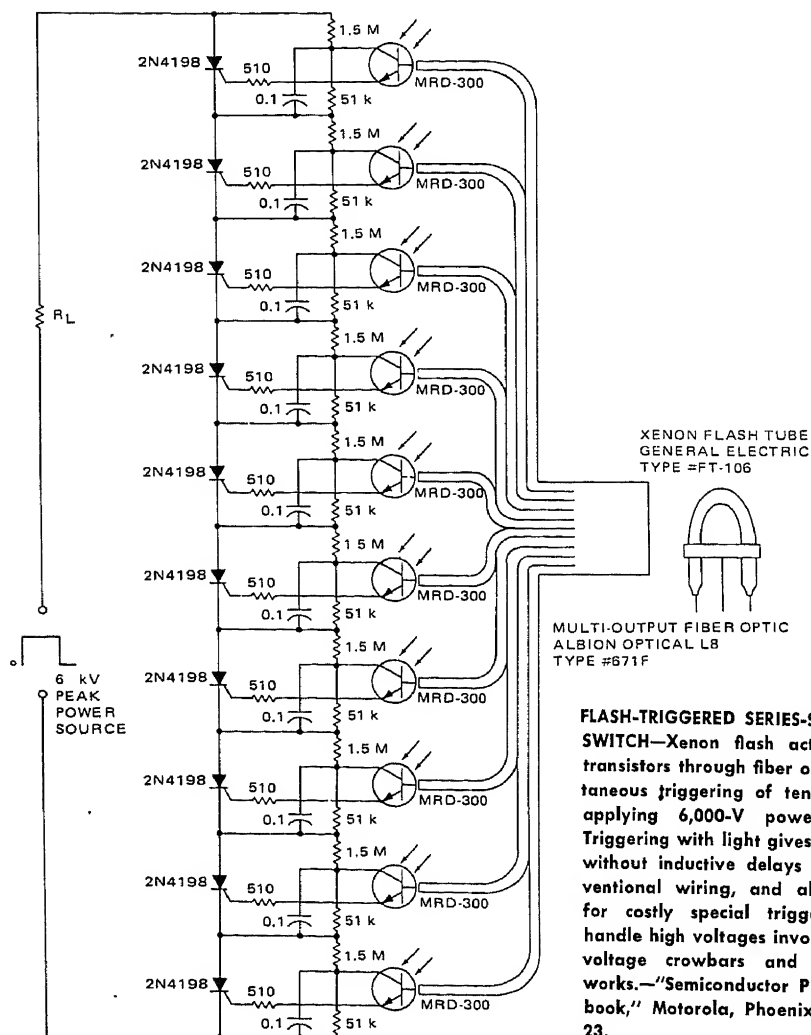 1.5 M
2N4198
510
MRD-300
0.1
51 k
1.5 M
2N4198
510
MRD-300
0.1
51 k
1.5 M
2N4198
510
MRD-300
0.1
51 k
RL
1.5 M
2N4198
510
MRD-300
0.1
51 k
1.5 M
2N4198
510
MRD-300
0.1
51 k
1.5 M
2N4198
510
MRD-300
0.1
51 k
1.5 M
2N4198
510
MRD-300
0.1
51 k
1.5 M
2N4198
510
MRD-300
0.1
51 k
1.5 M
2N4198
510
MRD-300
0.1
51 k
1.5 M
2N4198
510
MRD-300
0.1
51 k
6 kV
PEAK
POWER
SOURCE
XENON FLASH TUBE
GENERAL ELECTRIC
TYPE #FT-106
MULTI-OUTPUT FIBER OPTIC
ALBION OPTICAL L8
TYPE #671F
FLASH-TRIGGERED SERIES-S
SWITCH—Xenon flash act
transistors through fiber o
taneous triggering of ten
applying 6,000-V powe
Triggering with light gives
without inductive delays
ventional wiring, and al
for costly special trigg
handle high voltages invo
voltage crowbars and
works.—"Semiconductor P
book," Motorola, Phoenix
23.